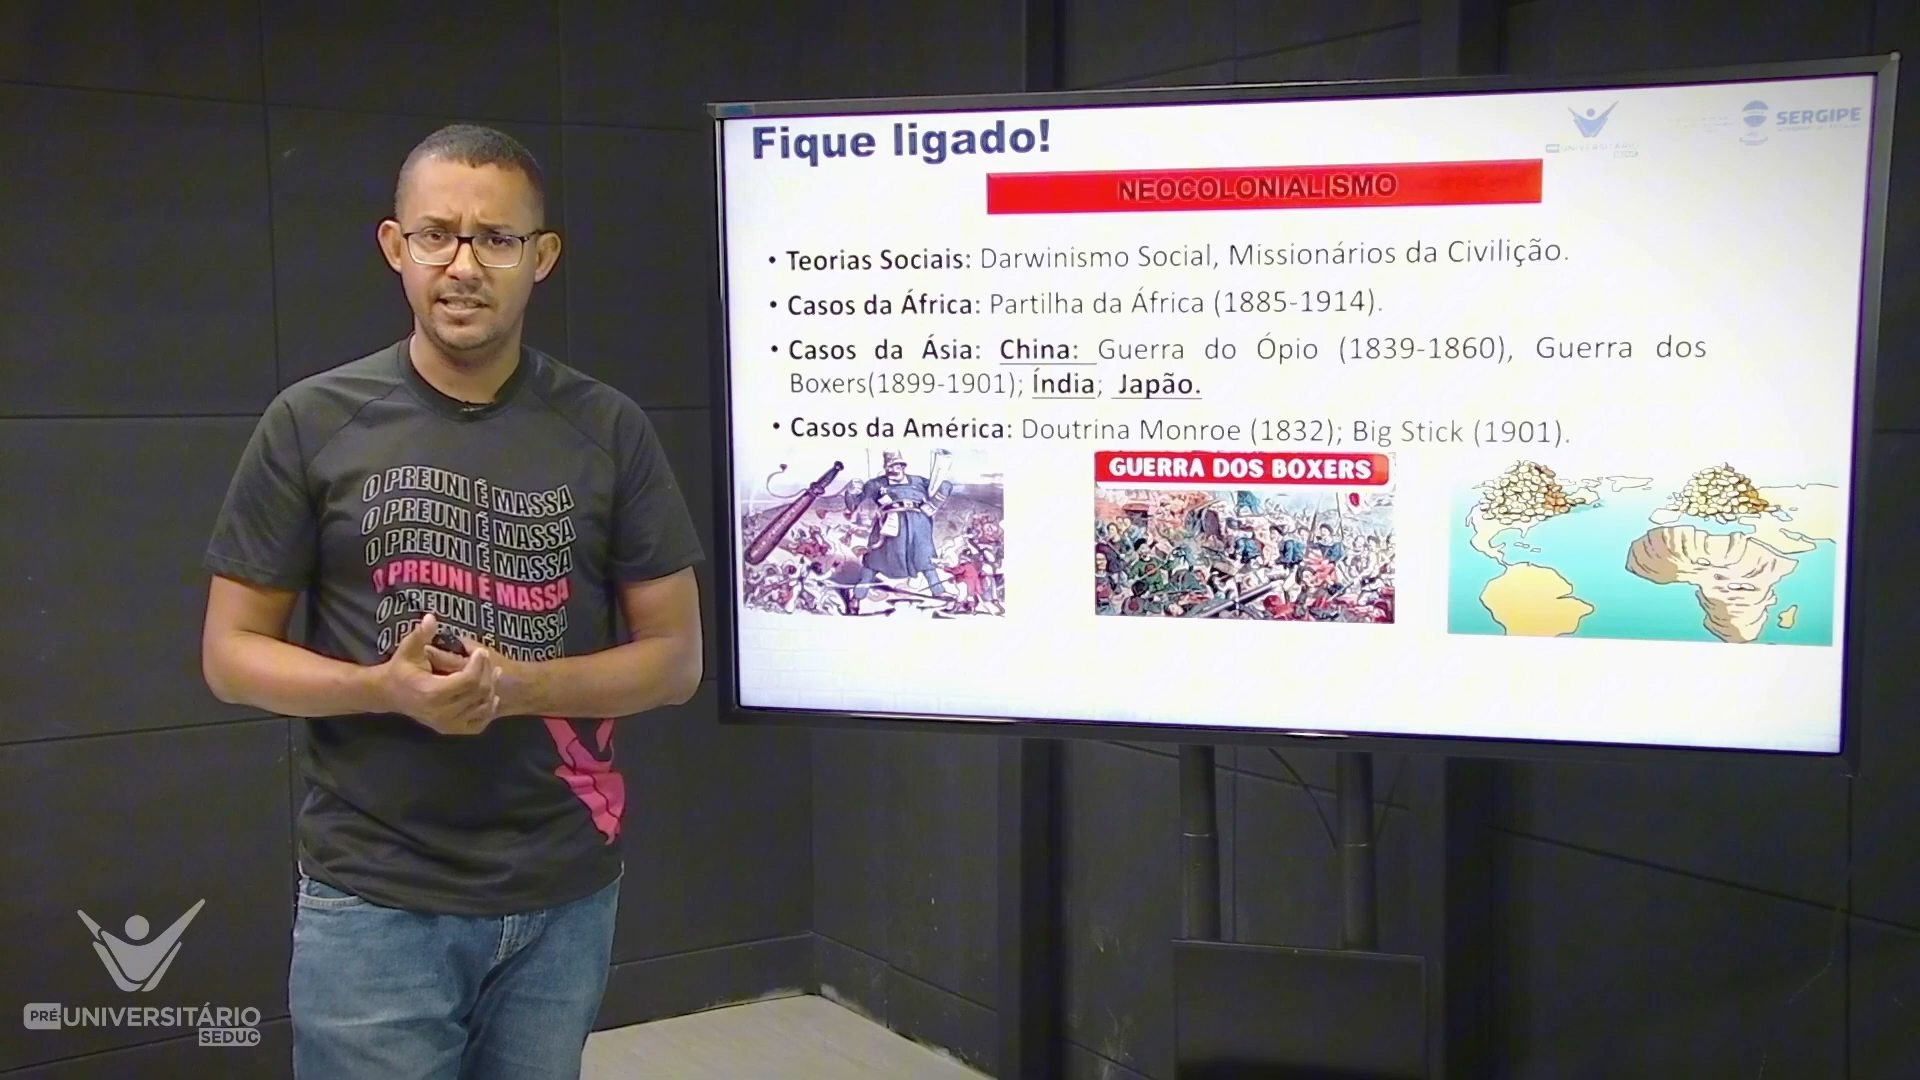 Fique ligado!
SERGIPE
UNIVERSITÁRIO
SEDUC
NEOCOLONIALISMO
• Teorias Sociais: Darwinismo Social, Missionários da Civilição.
• Casos da África: Partilha da África (1885-1914).
• Casos da Ásia: China: Guerra do Ópio (1839-1860), Guerra dos
Boxers(1899-1901); Índia; Japão.
• Casos da América: Doutrina Monroe (1832); Big Stick (1901).
GUERRA DOS BOXERS
O PREUNI É MASSA
O PREUNI É MASSA
O PREUNI É MASSA
O PREUNI É MASSA
O PREUNI É MASSA
PRÉ-UNIVERSITÁRIO
SEDUC